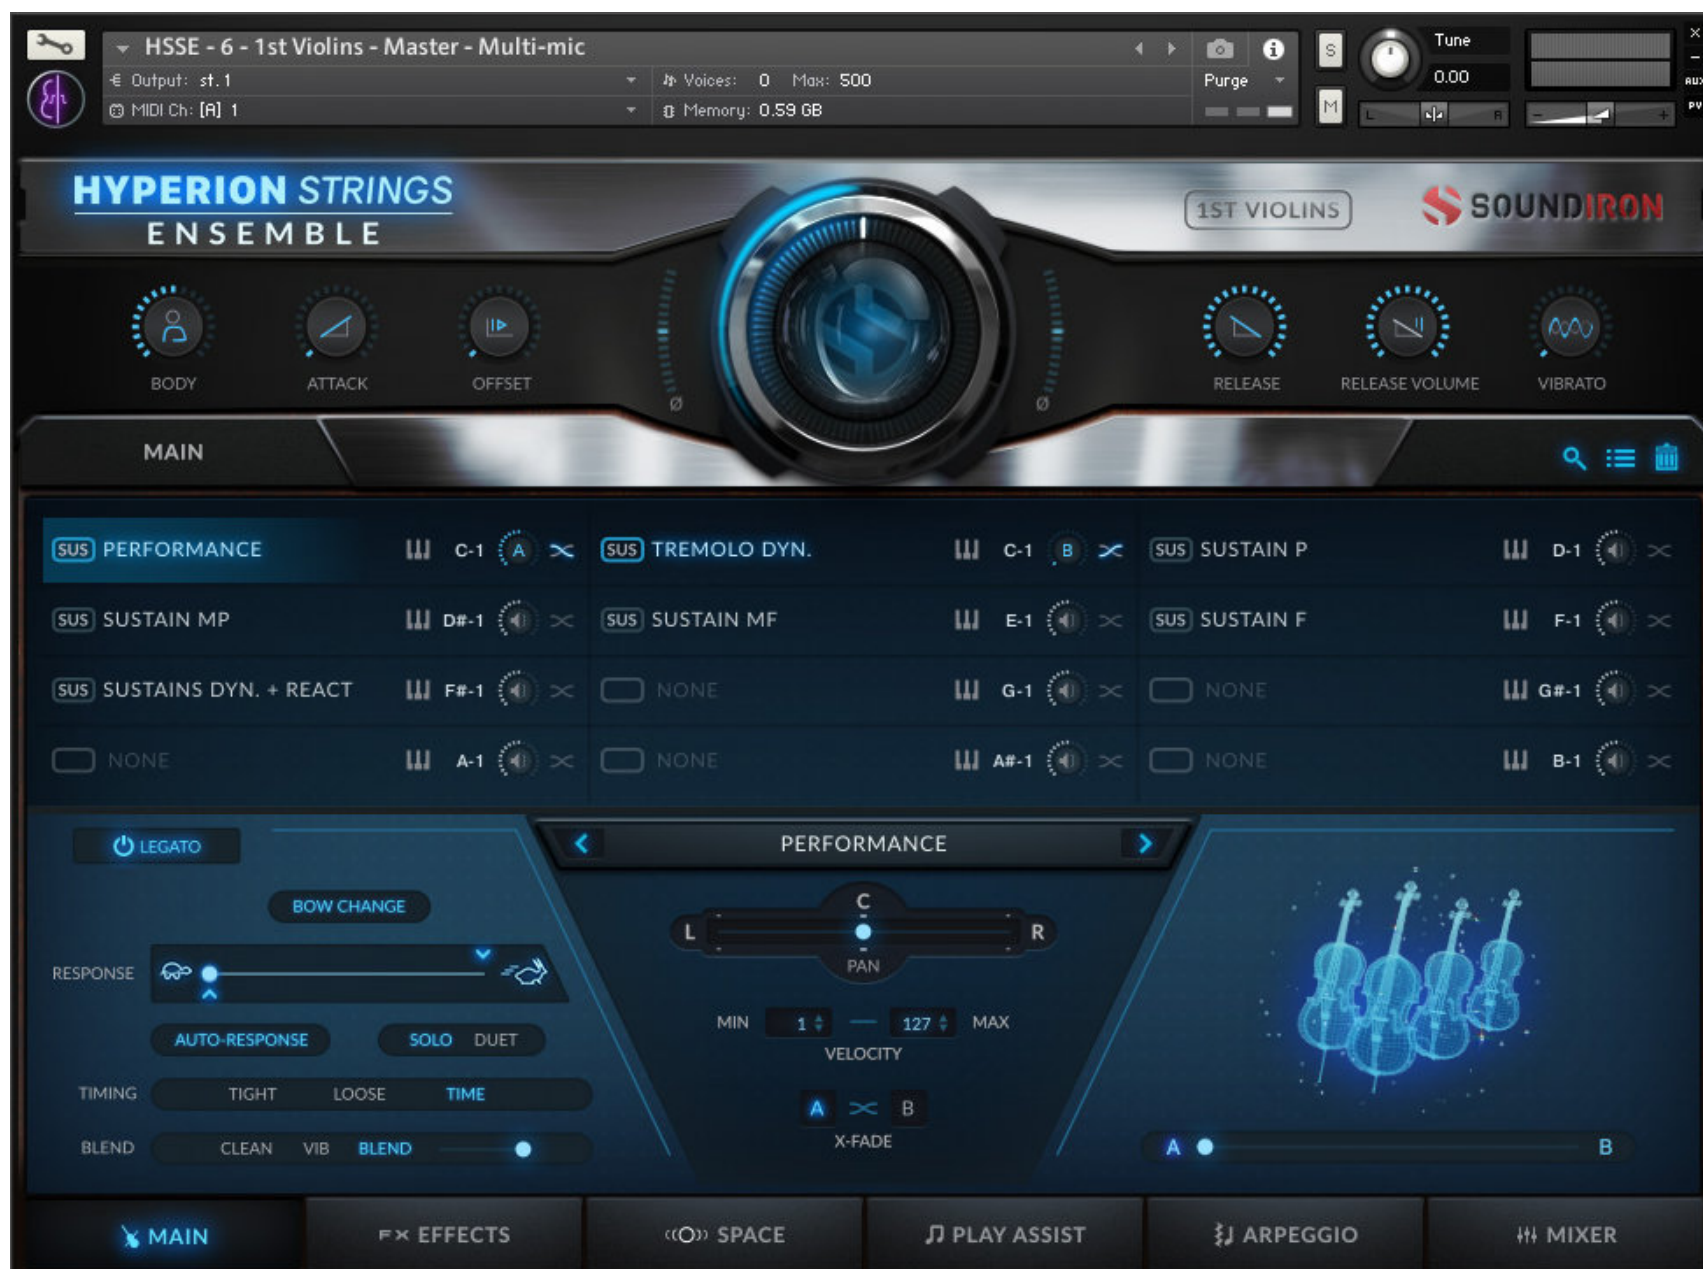 HSSE - 6 - 1st Violins - Master - Multi-mic
Output: st. 1
Voices: 0 Max: 500
Purge
MIDI Ch: [A] 1
Memory: 0.59 GB
S
M
Tune
0.00
L R
- +
×
-
AUX
PV
HYPERION STRINGS
ENSEMBLE
1ST VIOLINS
SOUNDIRON
BODY
ATTACK
OFFSET
Ø
Ø
RELEASE
RELEASE VOLUME
VIBRATO
MAIN
SUS PERFORMANCE C-1 A
SUS TREMOLO DYN. C-1 B
SUS SUSTAIN P D-1
SUS SUSTAIN MP D#-1
SUS SUSTAIN MF E-1
SUS SUSTAIN F F-1
SUS SUSTAINS DYN. + REACT F#-1
NONE G-1
NONE G#-1
NONE A-1
NONE A#-1
NONE B-1
LEGATO
BOW CHANGE
RESPONSE
AUTO-RESPONSE
SOLO DUET
TIMING TIGHT LOOSE TIME
BLEND CLEAN VIB BLEND
PERFORMANCE
C
L R
PAN
MIN 1 127 MAX
VELOCITY
A B
X-FADE
A B
MAIN
FX EFFECTS
SPACE
PLAY ASSIST
ARPEGGIO
MIXER